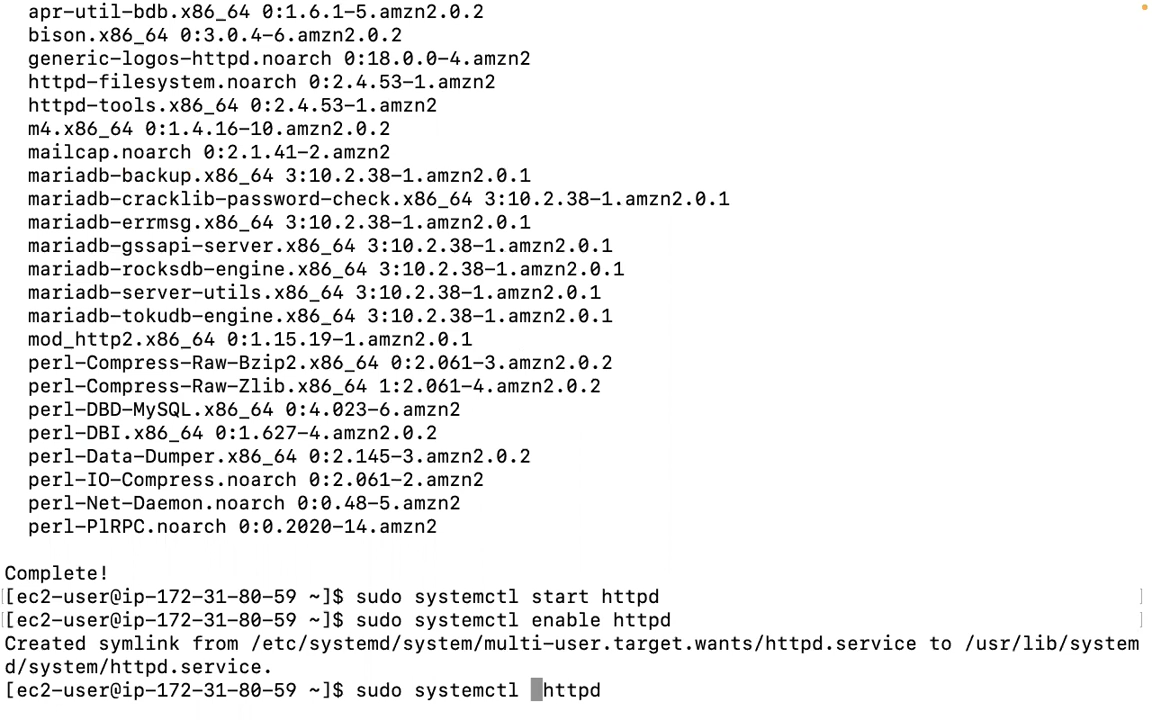 apr-util-bdb.x86_64 0:1.6.1-5.amzn2.0.2
bison.x86_64 0:3.0.4-6.amzn2.0.2
generic-logos-httpd.noarch 0:18.0.0-4.amzn2
httpd-filesystem.noarch 0:2.4.53-1.amzn2
httpd-tools.x86_64 0:2.4.53-1.amzn2
m4.x86_64 0:1.4.16-10.amzn2.0.2
mailcap.noarch 0:2.1.41-2.amzn2
mariadb-backup.x86_64 3:10.2.38-1.amzn2.0.1
mariadb-cracklib-password-check.x86_64 3:10.2.38-1.amzn2.0.1
mariadb-errmsg.x86_64 3:10.2.38-1.amzn2.0.1
mariadb-gssapi-server.x86_64 3:10.2.38-1.amzn2.0.1
mariadb-rocksdb-engine.x86_64 3:10.2.38-1.amzn2.0.1
mariadb-server-utils.x86_64 3:10.2.38-1.amzn2.0.1
mariadb-tokudb-engine.x86_64 3:10.2.38-1.amzn2.0.1
mod_http2.x86_64 0:1.15.19-1.amzn2.0.1
perl-Compress-Raw-Bzip2.x86_64 0:2.061-3.amzn2.0.2
perl-Compress-Raw-Zlib.x86_64 1:2.061-4.amzn2.0.2
perl-DBD-MySQL.x86_64 0:4.023-6.amzn2
perl-DBI.x86_64 0:1.627-4.amzn2.0.2
perl-Data-Dumper.x86_64 0:2.145-3.amzn2.0.2
perl-IO-Compress.noarch 0:2.061-2.amzn2
perl-Net-Daemon.noarch 0:0.48-5.amzn2
perl-PlRPC.noarch 0:0.2020-14.amzn2
Complete!
[ec2-user@ip-172-31-80-59 ~]$ sudo systemctl start httpd ]
[ec2-user@ip-172-31-80-59 ~]$ sudo systemctl enable httpd ]
Created symlink from /etc/systemd/system/multi-user.target.wants/httpd.service to /usr/lib/system
d/system/httpd.service.
[ec2-user@ip-172-31-80-59 ~]$ sudo systemctl httpd